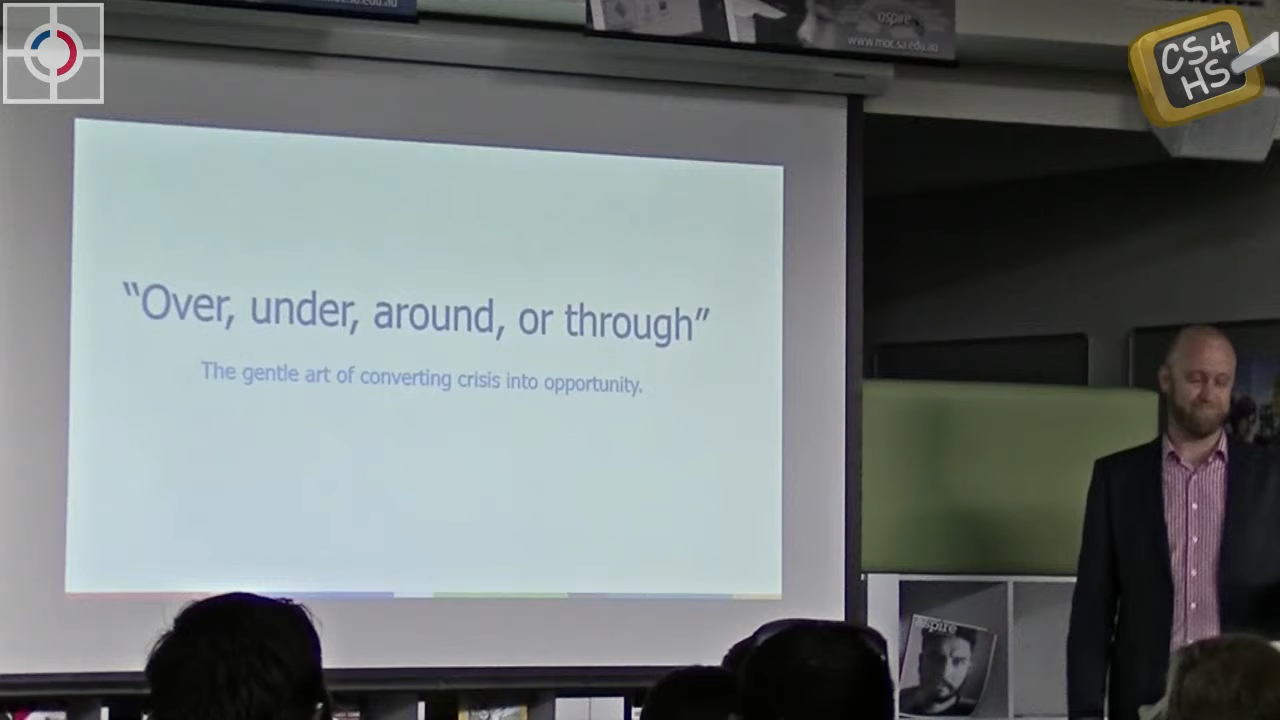 ospire
www.moc.sa.edu.au
CS4
HS
“Over, under, around, or through”
The gentle art of converting crisis into opportunity.
aspire